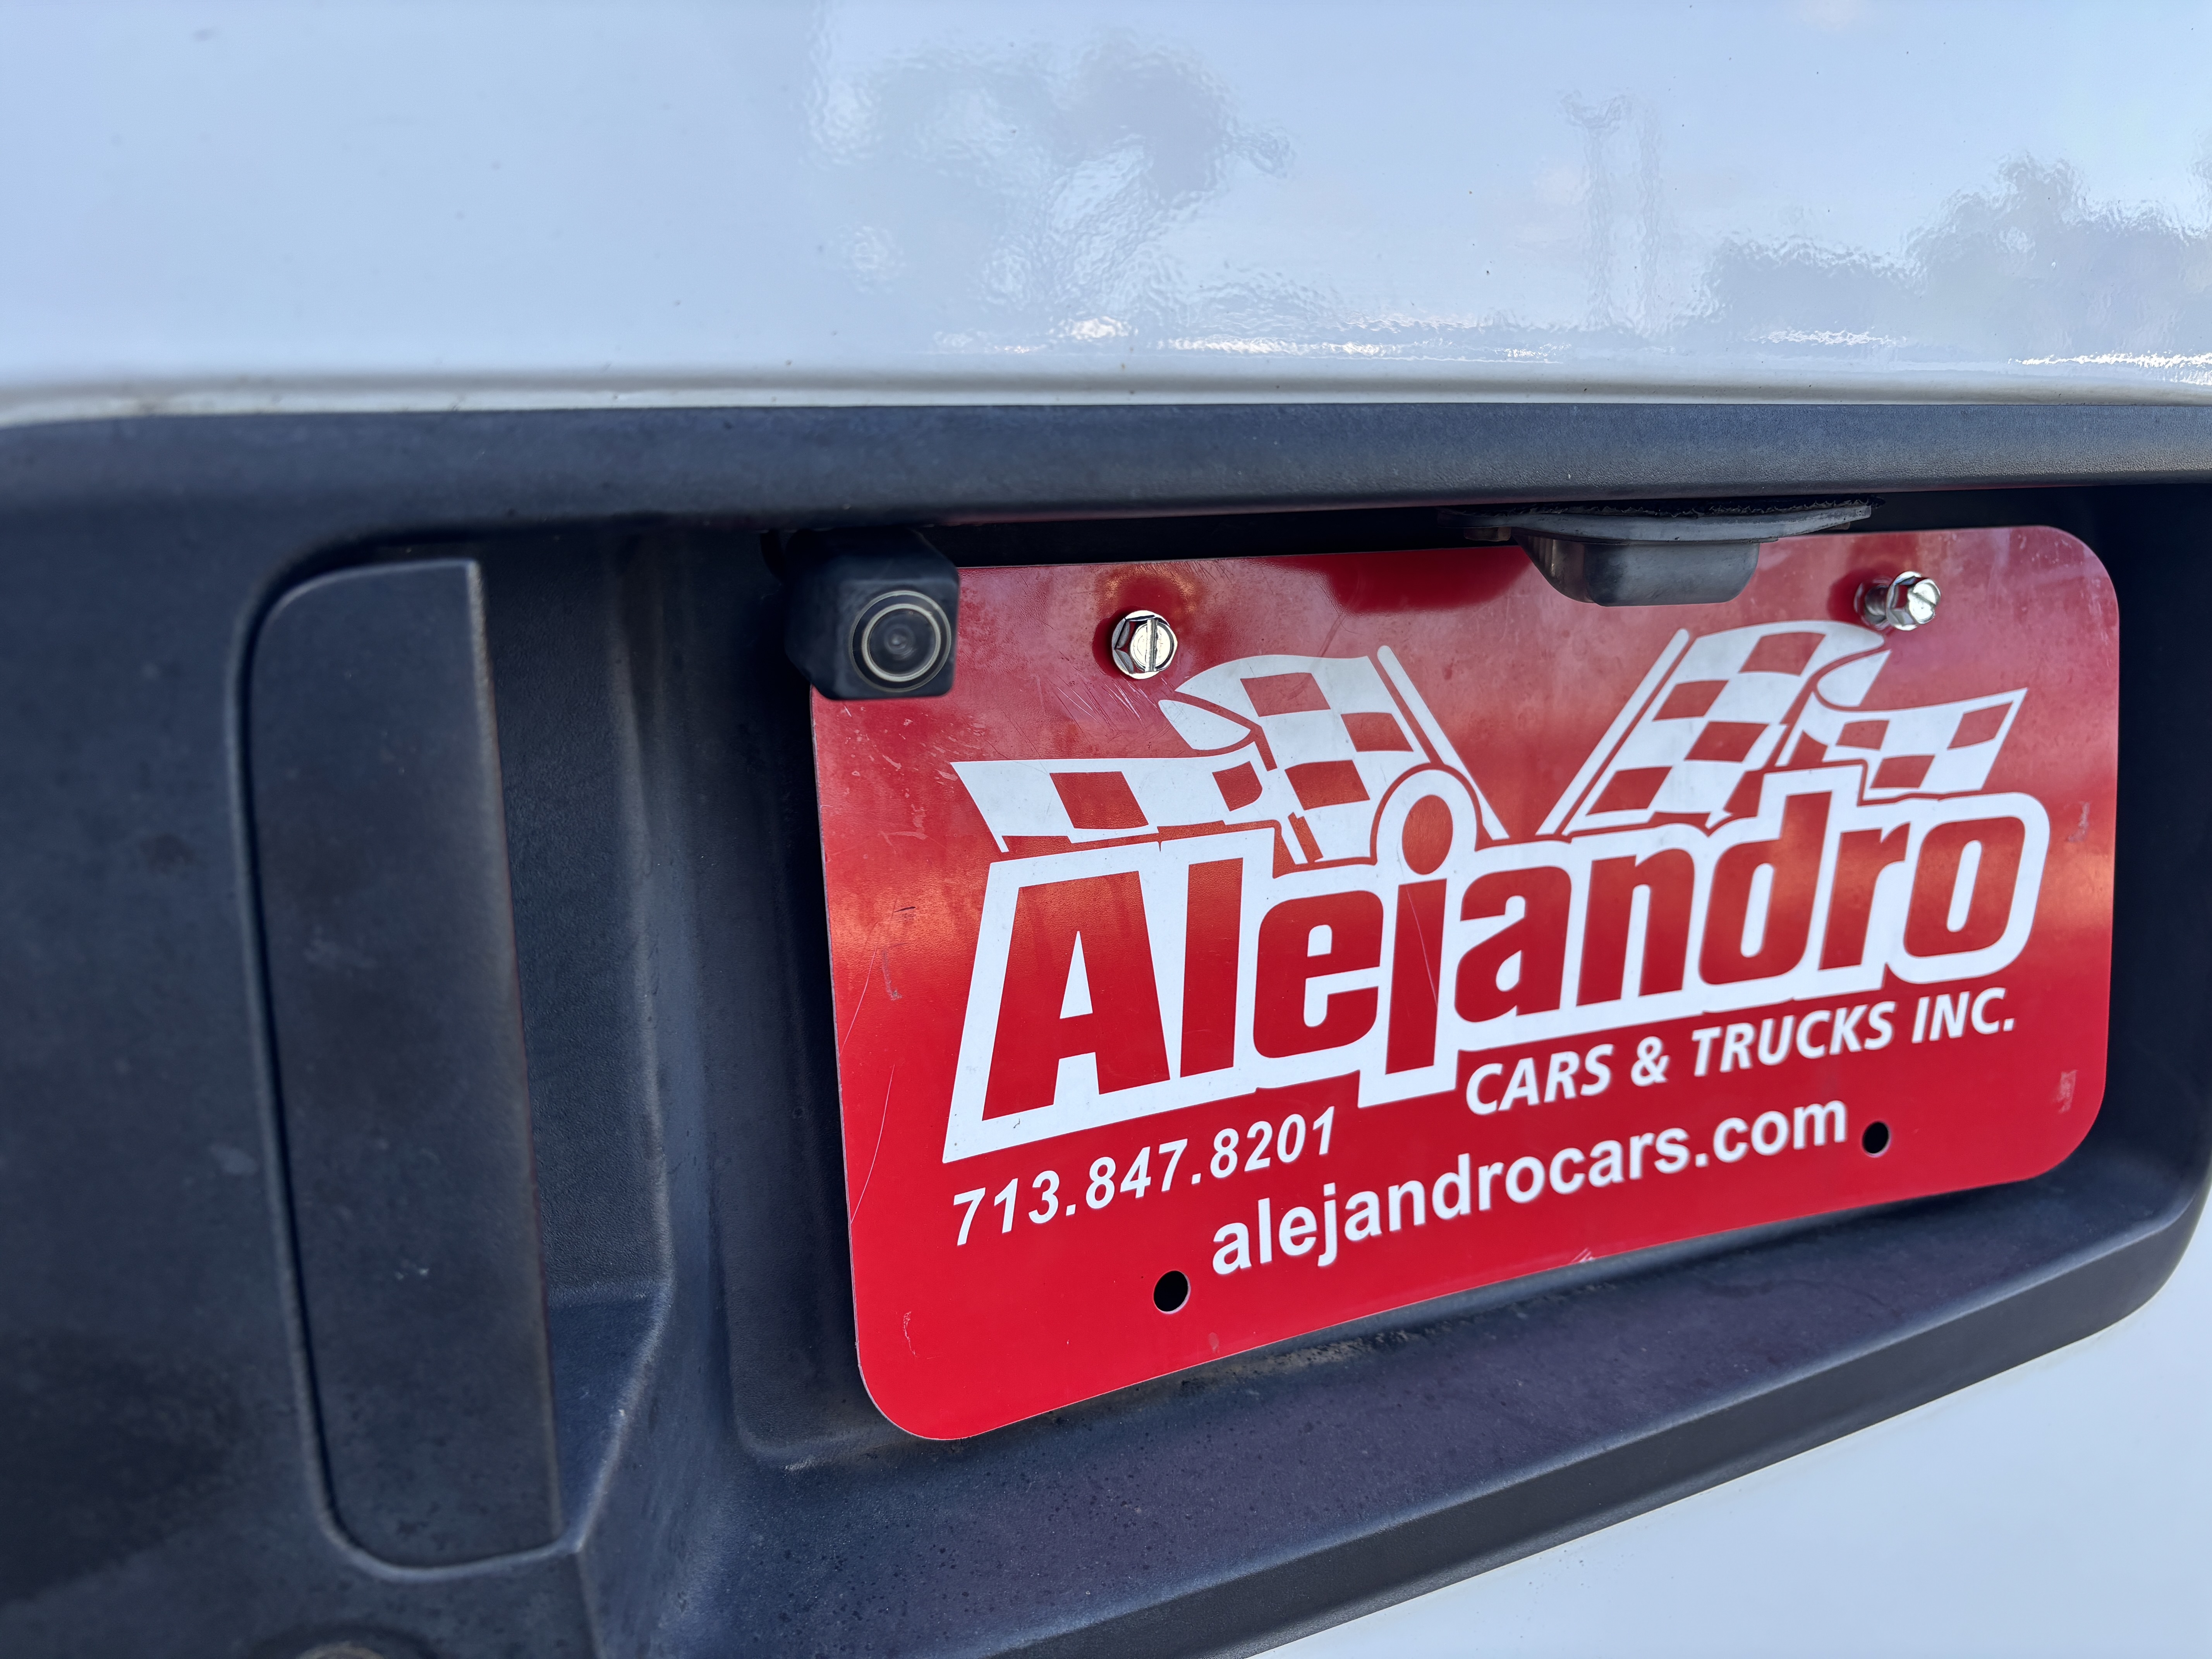 Alejandro
CARS & TRUCKS INC.
713.847.8201
alejandrocars.com